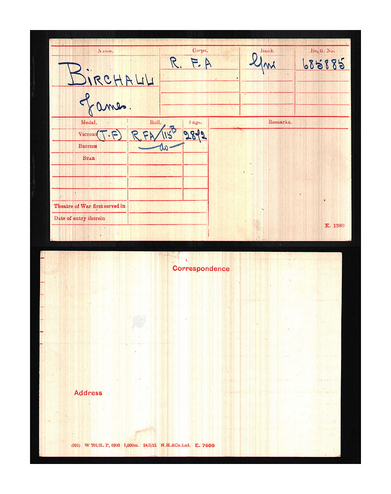 Name. Corps. Rank. Regtl. No.
BIRCHALL R. F. A Gnr 685885
James.
Medal. Roll. Page. Remarks.
Victory (T.F) R.F.A/115B 2872
British do
Star
Theatre of War first served in
Date of entry therein
K. 1380
Correspondence
Address